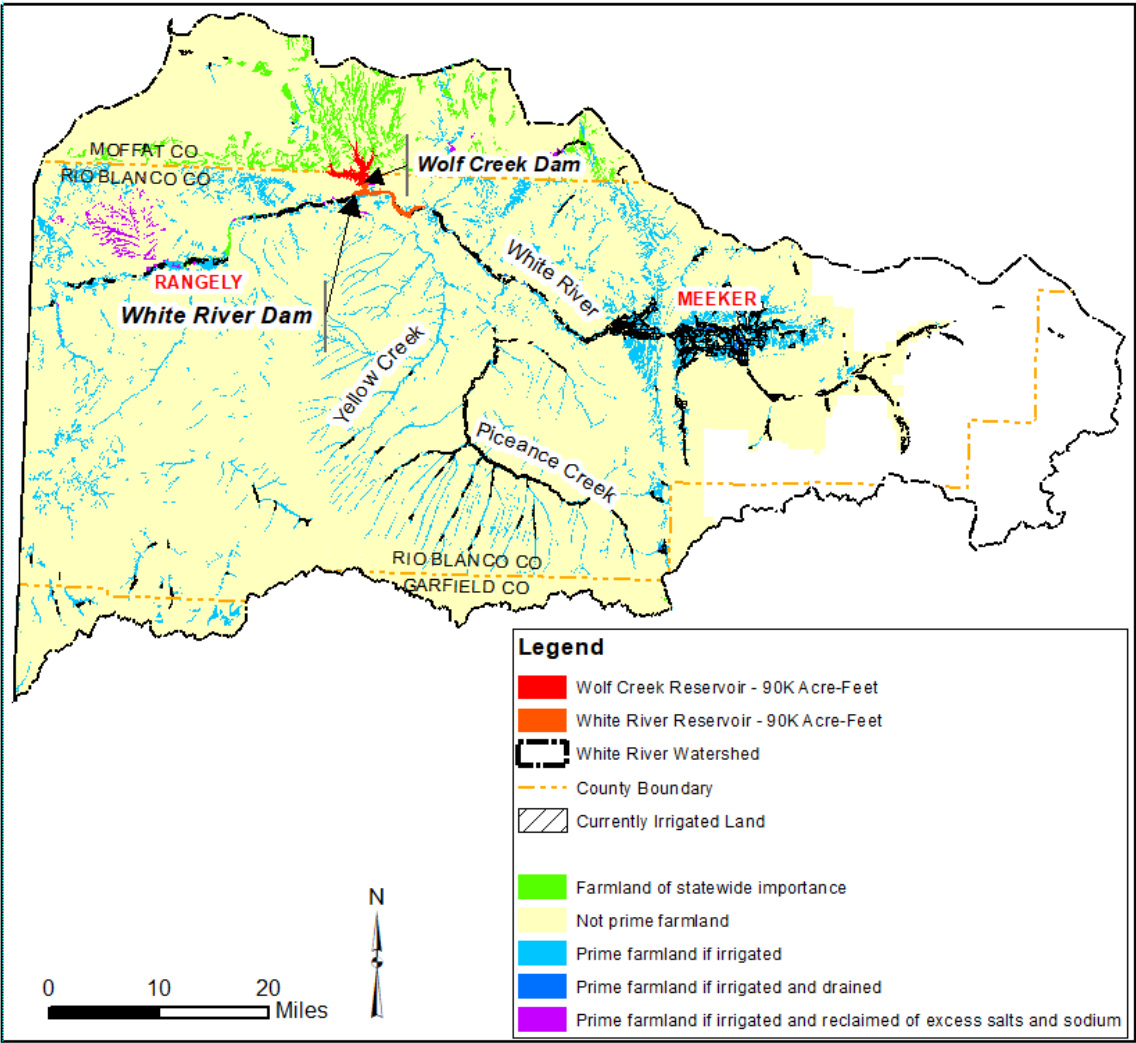 MOFFAT CO
RIO BLANCO CO
Wolf Creek Dam
White River
RANGELY
MEEKER
White River Dam
Yellow Creek
Piceance Creek
RIO BLANCO CO
GARFIELD CO
Legend
Wolf Creek Reservoir - 90K Acre-Feet
White River Reservoir - 90K Acre-Feet
White River Watershed
County Boundary
Currently Irrigated Land
Farmland of statewide importance
Not prime farmland
Prime farmland if irrigated
Prime farmland if irrigated and drained
Prime farmland if irrigated and reclaimed of excess salts and sodium
N
0 10 20
Miles